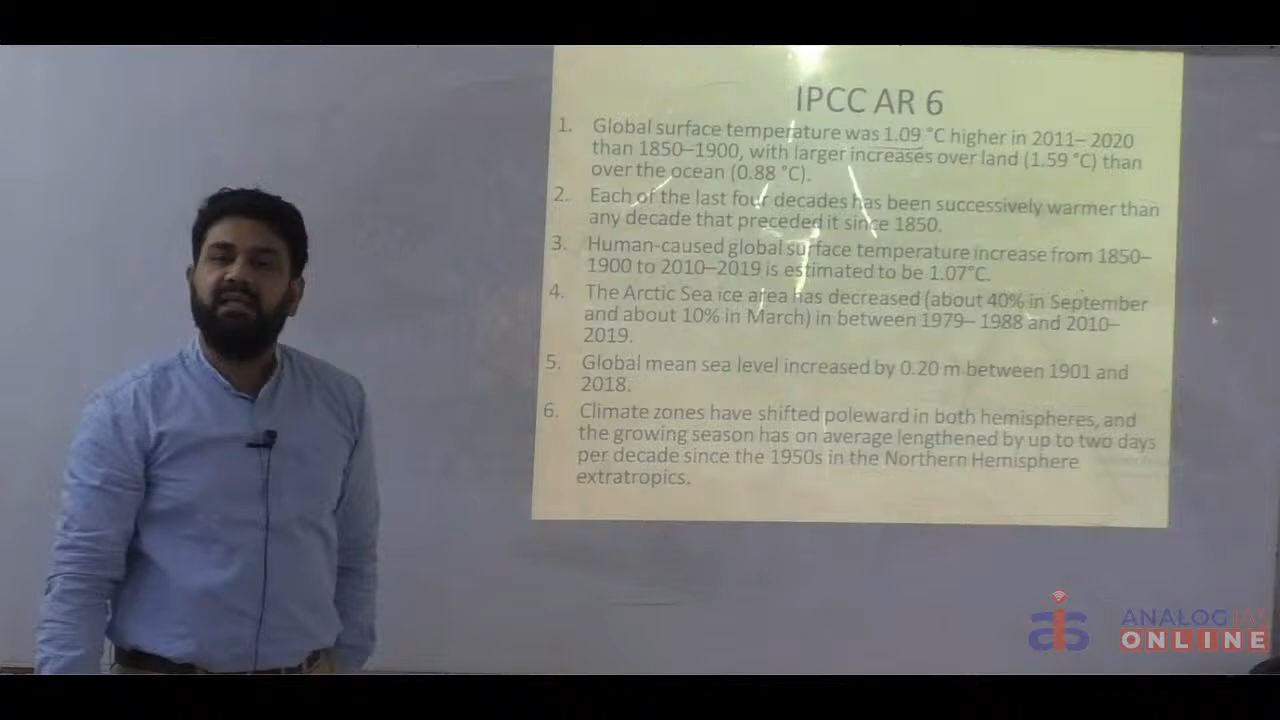 IPCC AR 6
1. Global surface temperature was 1.09 °C higher in 2011– 2020
than 1850–1900, with larger increases over land (1.59 °C) than
over the ocean (0.88 °C).
2. Each of the last four decades has been successively warmer than
any decade that preceded it since 1850.
3. Human-caused global surface temperature increase from 1850–
1900 to 2010–2019 is estimated to be 1.07°C.
4. The Arctic Sea ice area has decreased (about 40% in September
and about 10% in March) in between 1979– 1988 and 2010–
2019.
5. Global mean sea level increased by 0.20 m between 1901 and
2018.
6. Climate zones have shifted poleward in both hemispheres, and
the growing season has on average lengthened by up to two days
per decade since the 1950s in the Northern Hemisphere
extratropics.
ais
ANALOG IAS
ONLINE